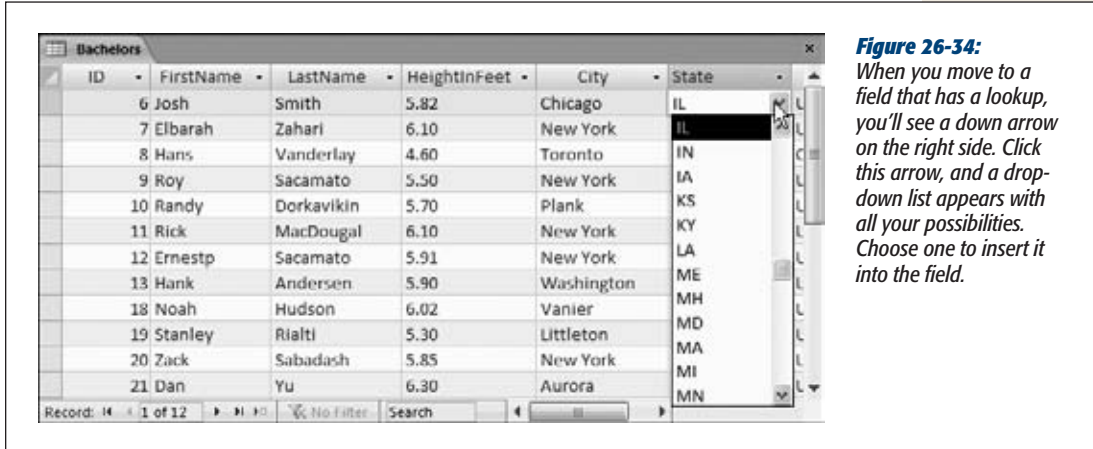 Bachelors
ID FirstName LastName HeightInFeet City State
6 Josh Smith 5.82 Chicago IL
7 Elbarah Zahari 6.10 New York IL
8 Hans Vanderlay 4.60 Toronto IN
9 Roy Sacamato 5.50 New York IA
10 Randy Dorkavikin 5.70 Plank KS
11 Rick MacDougal 6.10 New York KY
12 Ernestp Sacamato 5.91 New York LA
13 Hank Andersen 5.90 Washington ME
18 Noah Hudson 6.02 Vanier MH
19 Stanley Rialti 5.30 Littleton MD
20 Zack Sabadash 5.85 New York MA
21 Dan Yu 6.30 Aurora MI
MN
Record: 1 of 12 No Filter Search
Figure 26-34:
When you move to a
field that has a lookup,
you'll see a down arrow
on the right side. Click
this arrow, and a drop-
down list appears with
all your possibilities.
Choose one to insert it
into the field.